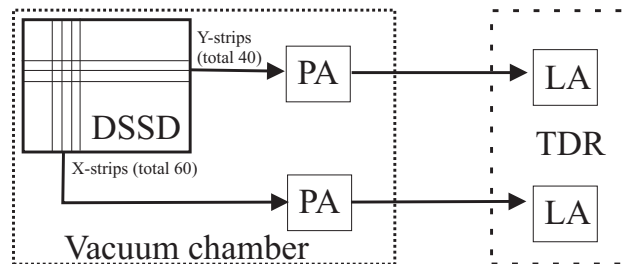 Y-strips
(total 40)
PA
LA
DSSD
TDR
X-strips (total 60)
PA
LA
Vacuum chamber